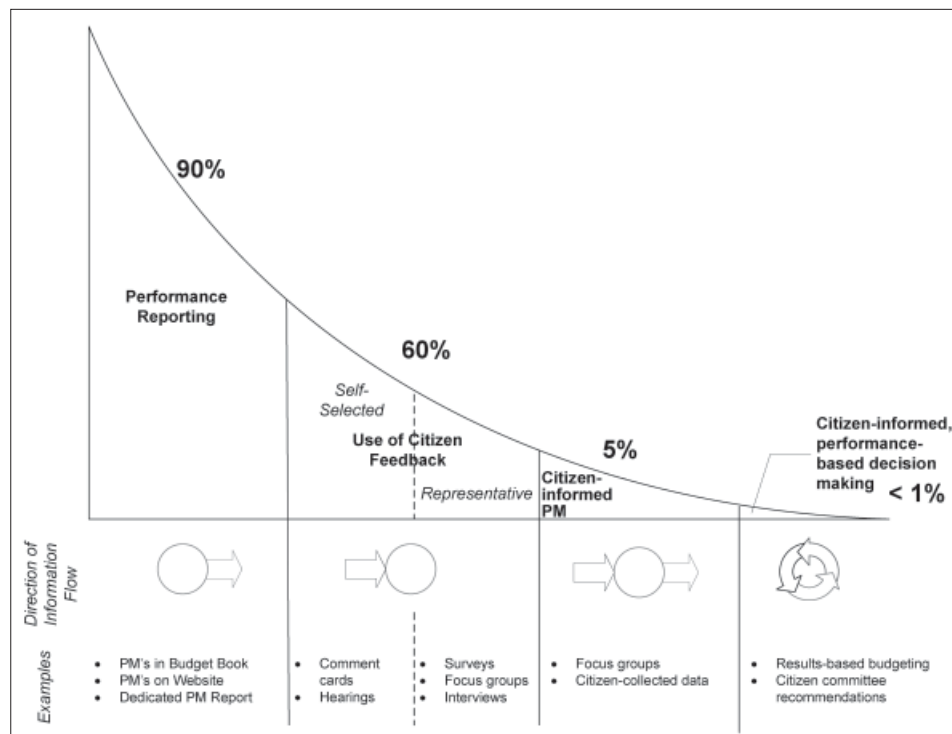 90%
Performance
Reporting
60%
Self-
Selected
Use of Citizen
Feedback
Representative
5%
Citizen-
informed
PM
Citizen-informed,
performance-
based decision
making
< 1%
Direction of
Information
Flow
Examples
• PM's in Budget Book
• PM's on Website
• Dedicated PM Report
• Comment
cards
• Hearings
• Surveys
• Focus groups
• Interviews
• Focus groups
• Citizen-collected data
• Results-based budgeting
• Citizen committee
recommendations